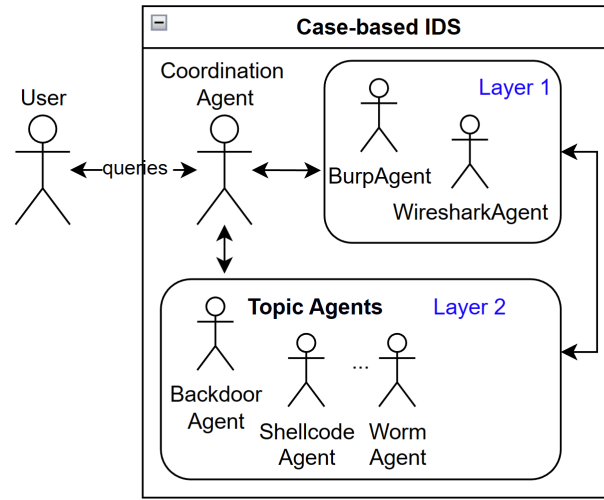 Case-based IDS
User
Coordination
Agent
queries
Layer 1
BurpAgent
WiresharkAgent
Topic Agents
Layer 2
Backdoor
Agent
Shellcode
Agent
...
Worm
Agent